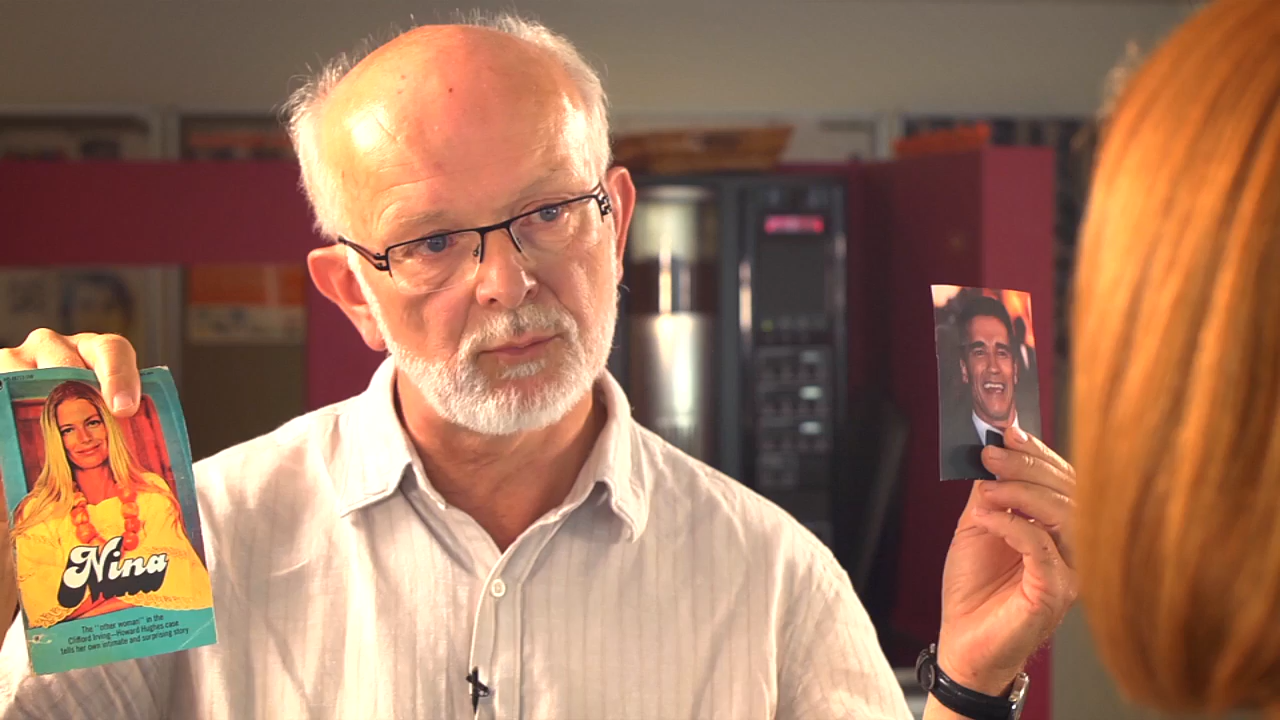 Nina
The "other woman" in the
Clifford Irving—Howard Hughes case
tells her own intimate and surprising story